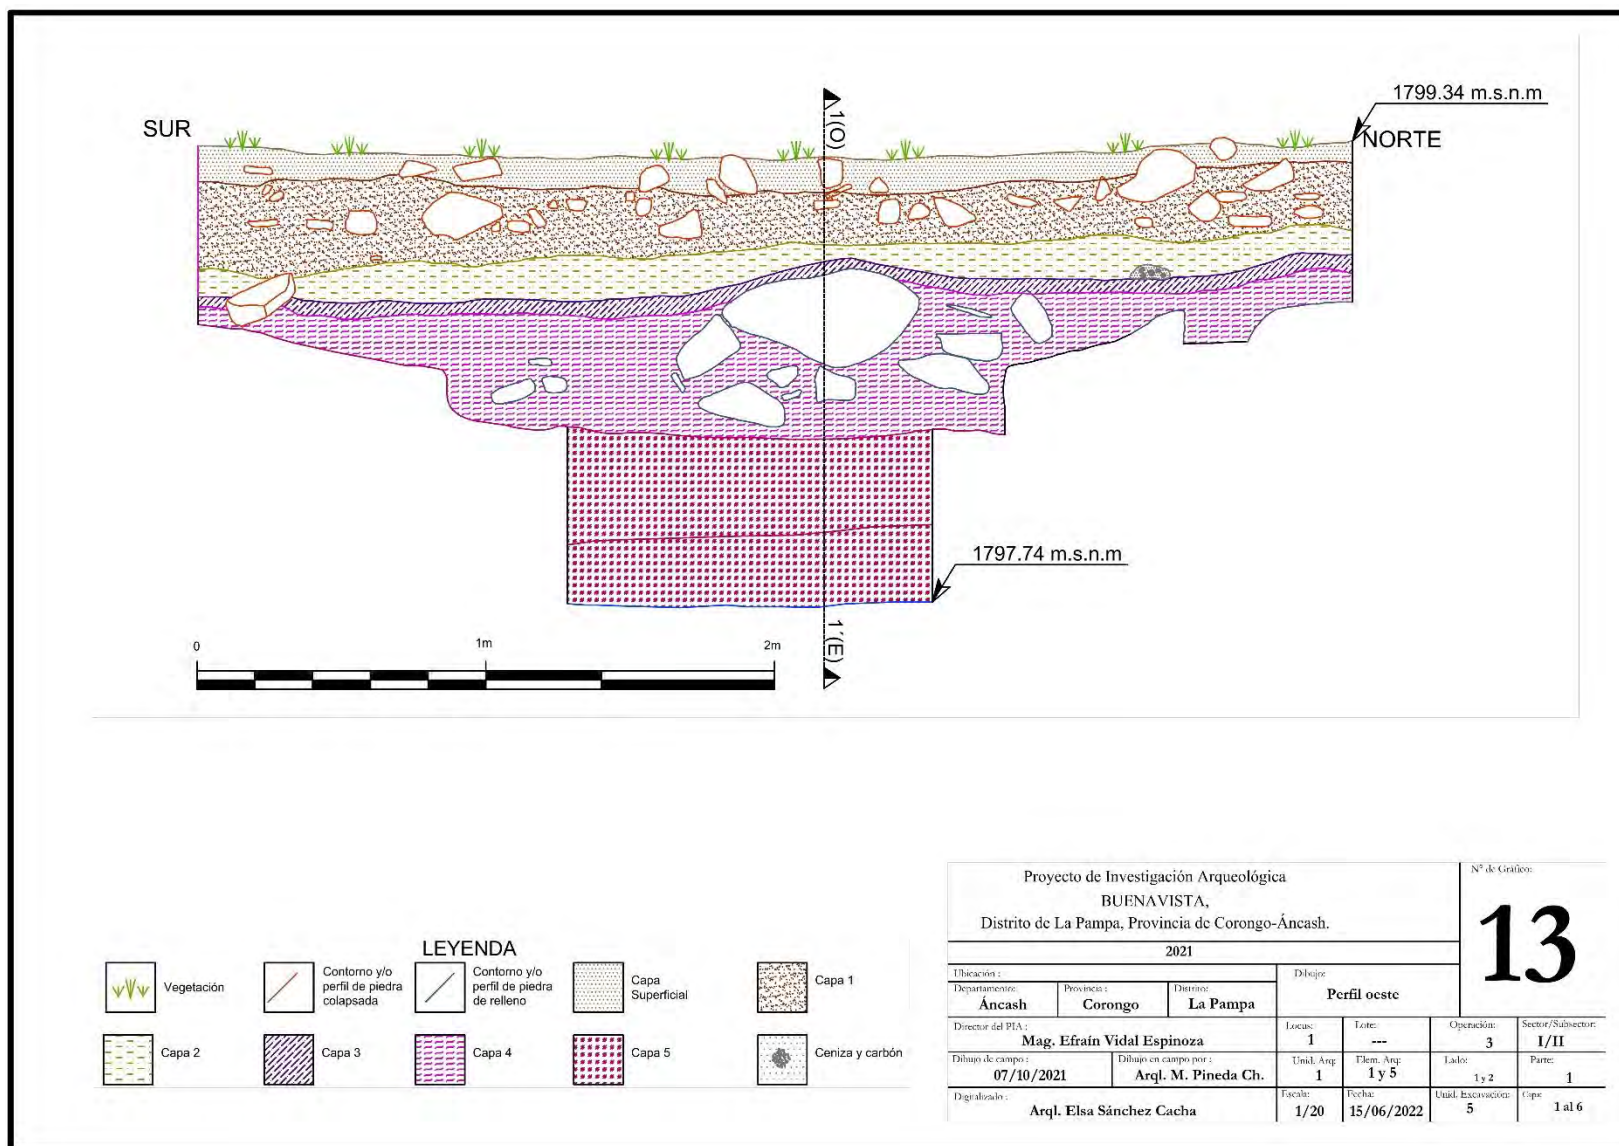 1799.34 m.s.n.m
SUR
1(O)
NORTE
1797.74 m.s.n.m
0
1m
2m
1´(E)
LEYENDA
Vegetación
Contorno y/o
perfil de piedra
colapsada
Contorno y/o
perfil de piedra
de relleno
Capa
Superficial
Capa 1
Capa 2
Capa 3
Capa 4
Capa 5
Ceniza y carbón
Proyecto de Investigación Arqueológica
BUENAVISTA,
Distrito de La Pampa, Provincia de Corongo-Áncash.
2021
N° de Gráfico:
13
Ubicación :
Departamento:
Áncash
Provincia :
Corongo
Distrito:
La Pampa
Dibujo:
Perfil oeste
Director del PIA :
Mag. Efraín Vidal Espinoza
Locus:
1
Lote:
---
Operación:
3
Sector/Subsector:
I/II
Dibujo de campo :
07/10/2021
Dibujo en campo por :
Arql. M. Pineda Ch.
Unid. Arq:
1
Elem. Arq:
1 y 5
Lado:
1 y 2
Parte:
1
Digitalizado :
Arql. Elsa Sánchez Cacha
Escala:
1/20
Fecha:
15/06/2022
Unid. Excavación:
5
Capa:
1 al 6